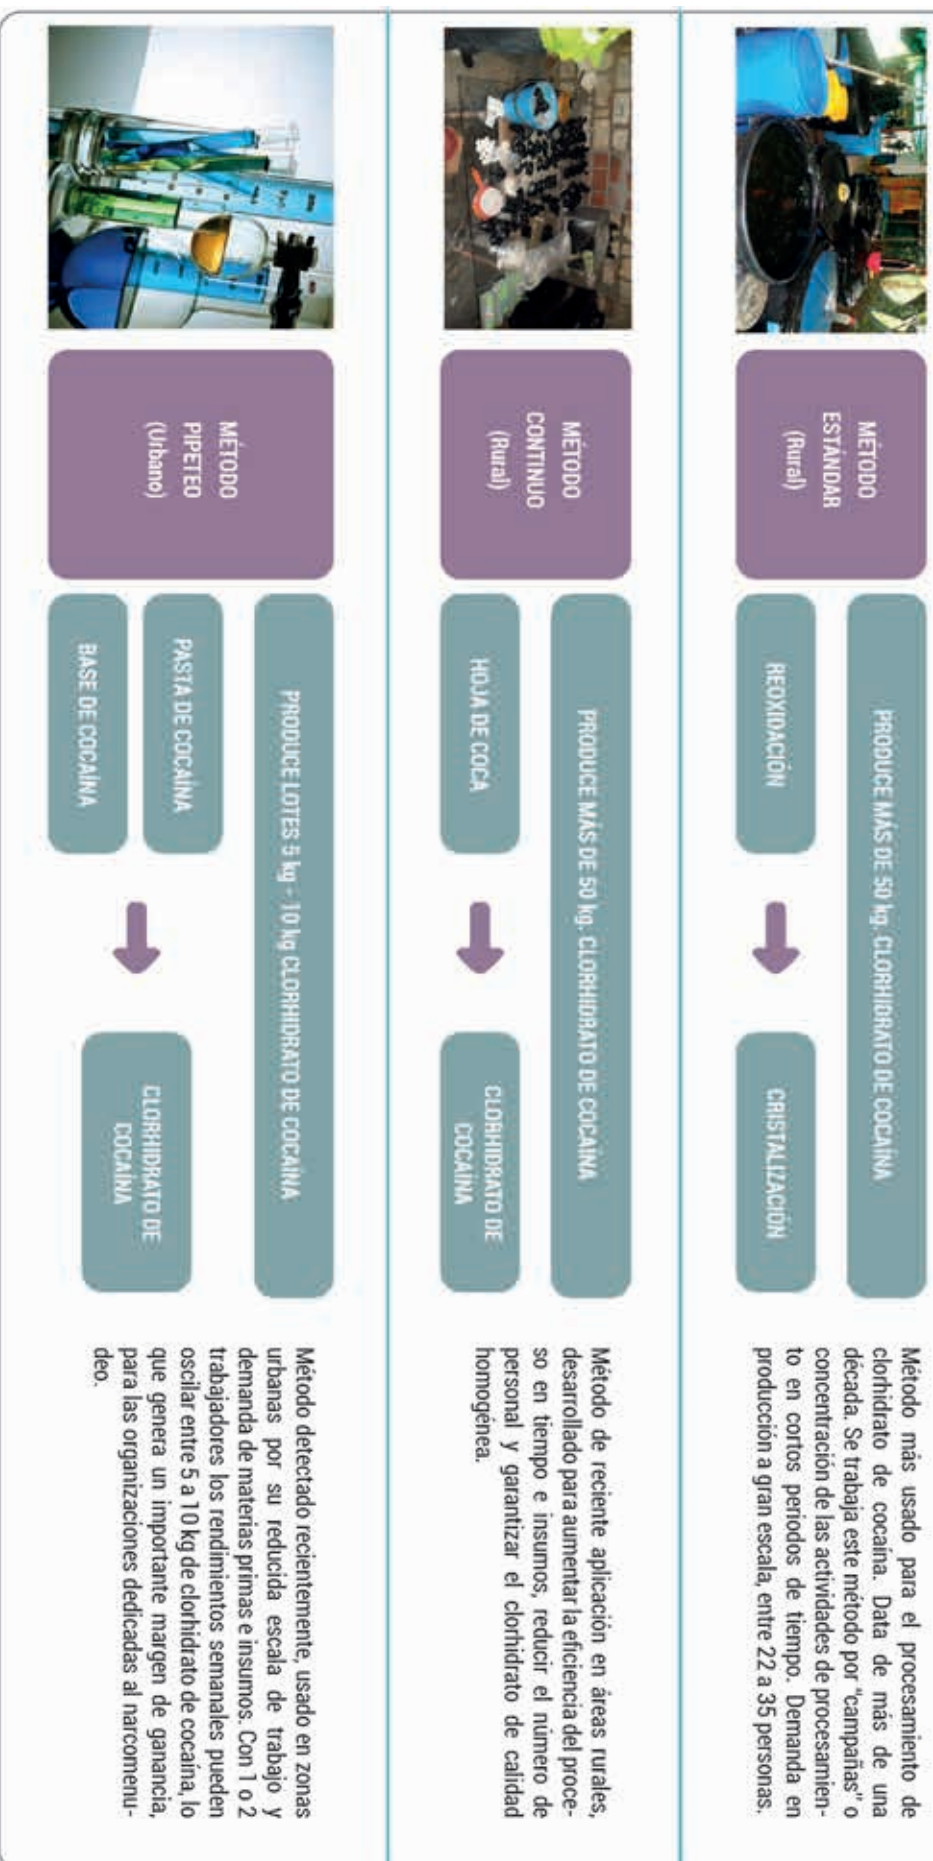 MÉTODO
ESTÁNDAR
(Rural)
PRODUCE MÁS DE 50 kg. CLORHIDRATO DE COCAÍNA
REOXIDACIÓN
CRISTALIZACIÓN
Método más usado para el procesamiento de
clorhidrato de cocaína. Data de más de una
década. Se trabaja este método por "campañas" o
concentración de las actividades de procesamien-
to en cortos periodos de tiempo. Demanda en
producción a gran escala, entre 22 a 35 personas.
MÉTODO
CONTINUO
(Rural)
PRODUCE MÁS DE 50 kg. CLORHIDRATO DE COCAÍNA
HOJA DE COCA
CLORHIDRATO DE
COCAÍNA
Método de reciente aplicación en áreas rurales,
desarrollado para aumentar la eficiencia del proce-
so en tiempo e insumos, reducir el número de
personal y garantizar el clorhidrato de calidad
homogénea.
MÉTODO
PIPETEO
(Urbano)
PRODUCE LOTES 5 kg - 10 kg CLORHIDRATO DE COCAÍNA
PASTA DE COCAÍNA
BASE DE COCAÍNA
CLORHIDRATO DE
COCAÍNA
Método detectado recientemente, usado en zonas
urbanas por su reducida escala de trabajo y
demanda de materias primas e insumos. Con 1 o 2
trabajadores los rendimientos semanales pueden
oscilar entre 5 a 10 kg de clorhidrato de cocaína, lo
que genera un importante margen de ganancia,
para las organizaciones dedicadas al narcomenu-
deo.